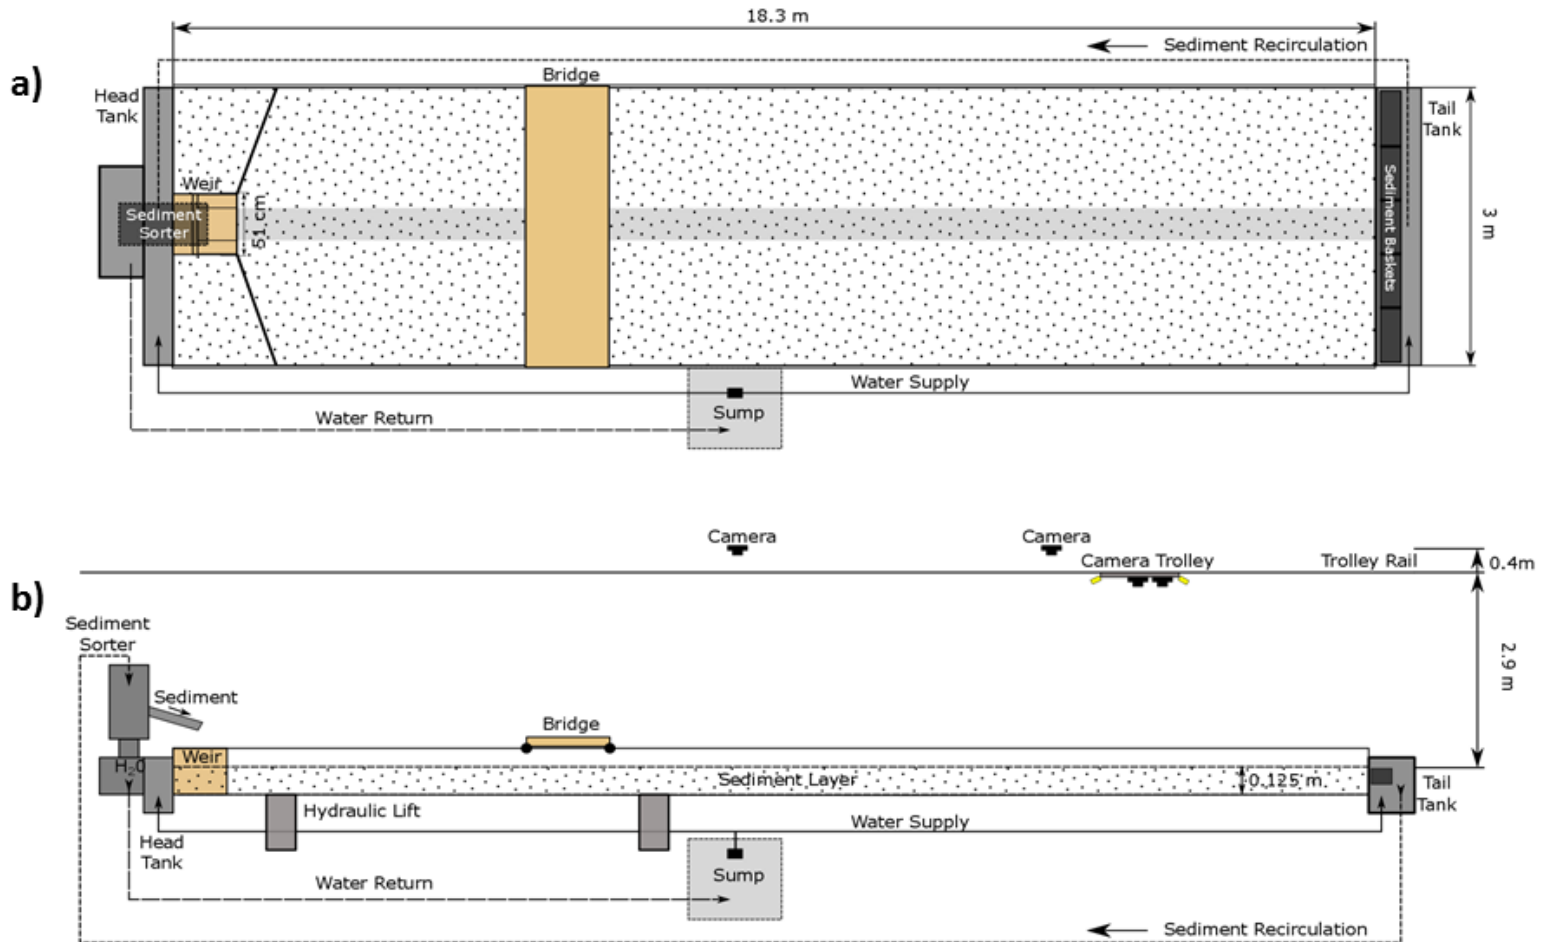 18.3 m
Sediment Recirculation
a)
Bridge
Head
Tank
Tail
Tank
Weir
Sediment
Sorter
51 cm
Sediment Baskets
3 m
Water Supply
Water Return
Sump
Camera
Camera
Camera Trolley
Trolley Rail
0.4m
b)
Sediment
Sorter
2.9 m
Sediment
Bridge
Weir
H₂O
Sediment Layer
0.125 m
Tail
Tank
Hydraulic Lift
Water Supply
Head
Tank
Sump
Water Return
Sediment Recirculation